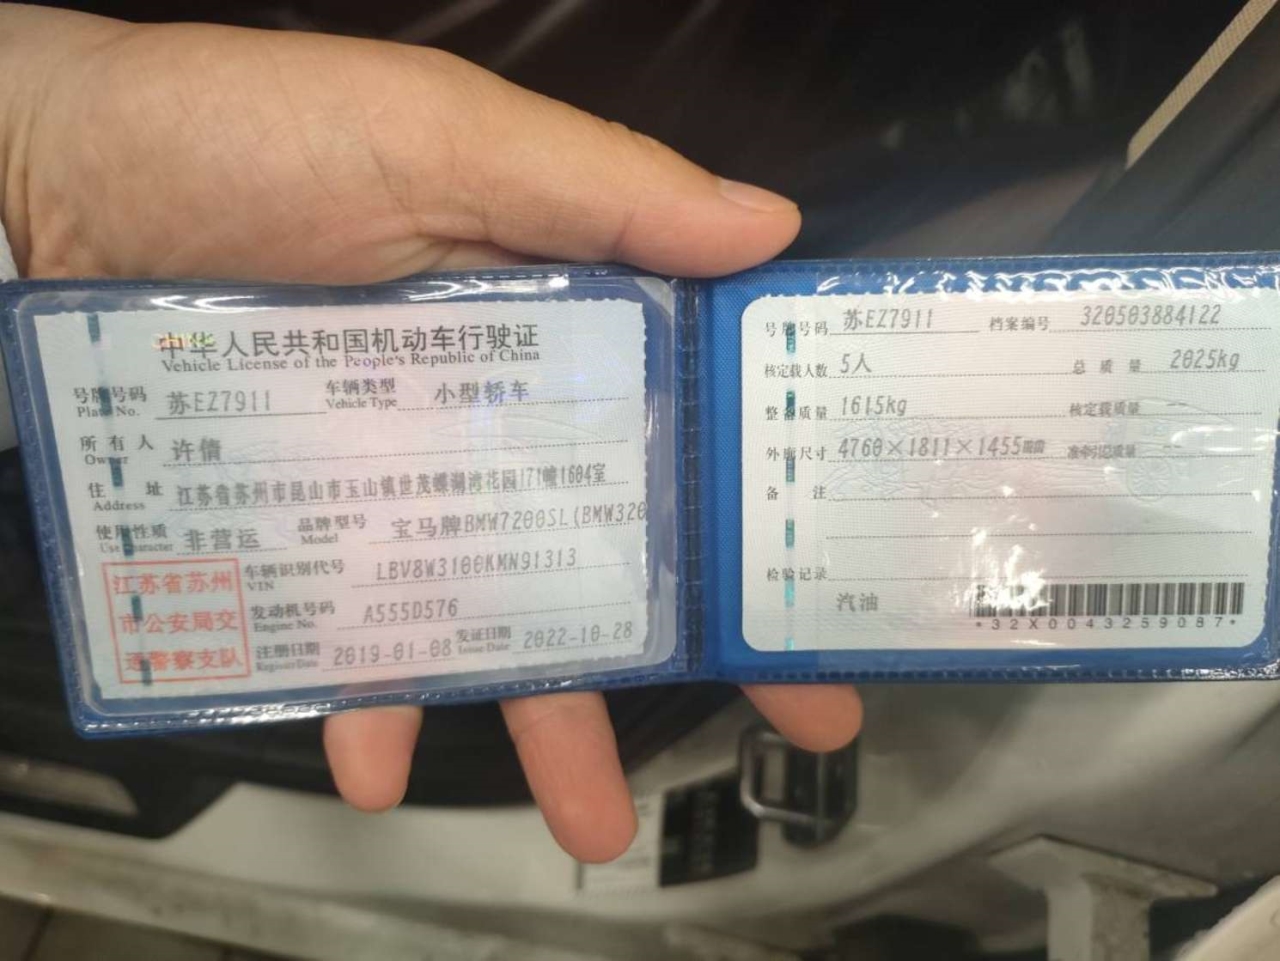 中华人民共和国机动车行驶证
Vehicle License of the People's Republic of China
号牌号码 苏EZ7911 车辆类型 小型轿车
Plate No. Vehicle Type
所有人 许倩
Owner
住址 江苏省苏州市昆山市玉山镇世茂蝶湖湾花园171幢1604室
Address
使用性质 非营运 品牌型号 宝马牌BMW7200SL(BMW320
Use Character Model
江苏省苏州
市公安局交
通警察支队
车辆识别代号 LBV8W3100KMN91313
VIN
发动机号码 A555D576
Engine No.
注册日期 2019-01-08 发证日期 2022-10-28
Register Date Issue Date
号牌号码 苏EZ7911 档案编号 320503884122
核定载人数 5人 总质量 2025kg
整备质量 1615kg 核定载质量 --
外廓尺寸 4760×1811×1455mm 准牵引总质量 --
备注
检验记录
汽油
*32X0043259087*